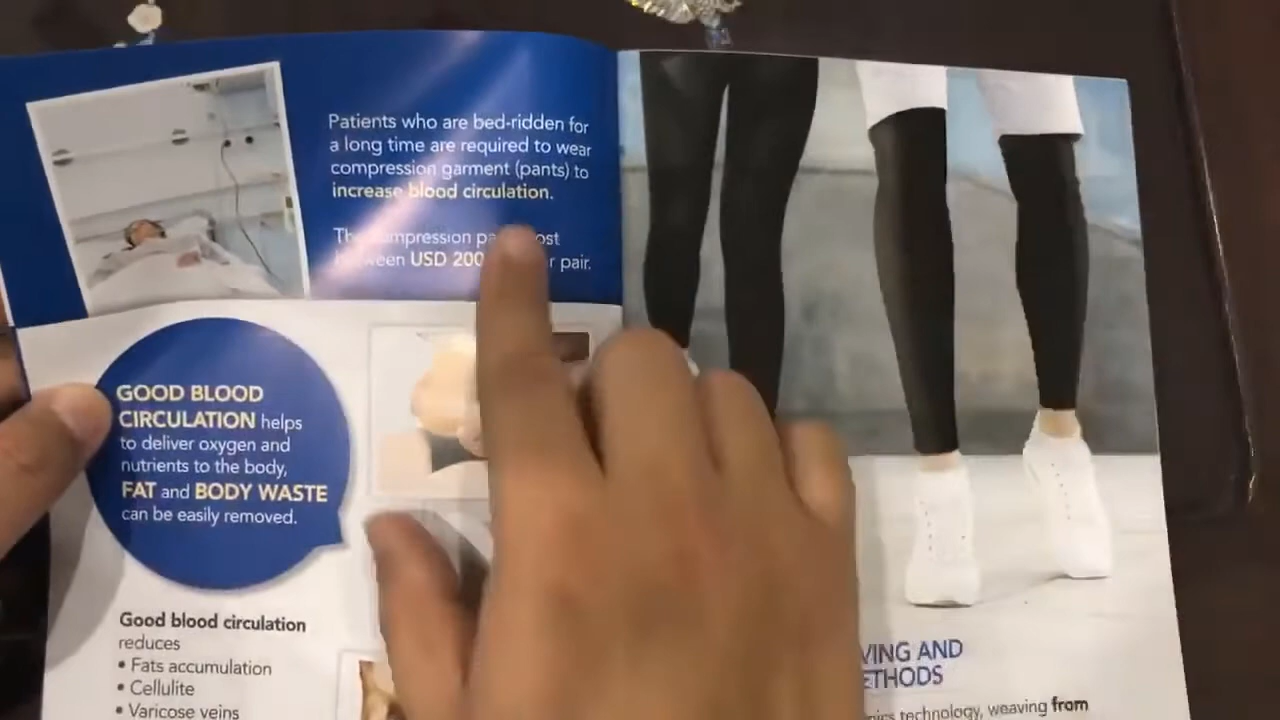 Patients who are bed-ridden for
a long time are required to wear
compression garment (pants) to
increase blood circulation.
USD 200 pair.
GOOD BLOOD
CIRCULATION helps
to deliver oxygen and
nutrients to the body,
FAT and BODY WASTE
can be easily removed.
Good blood circulation
reduces
• Fats accumulation
• Cellulite
• Varicose veins
AND
technology, weaving from